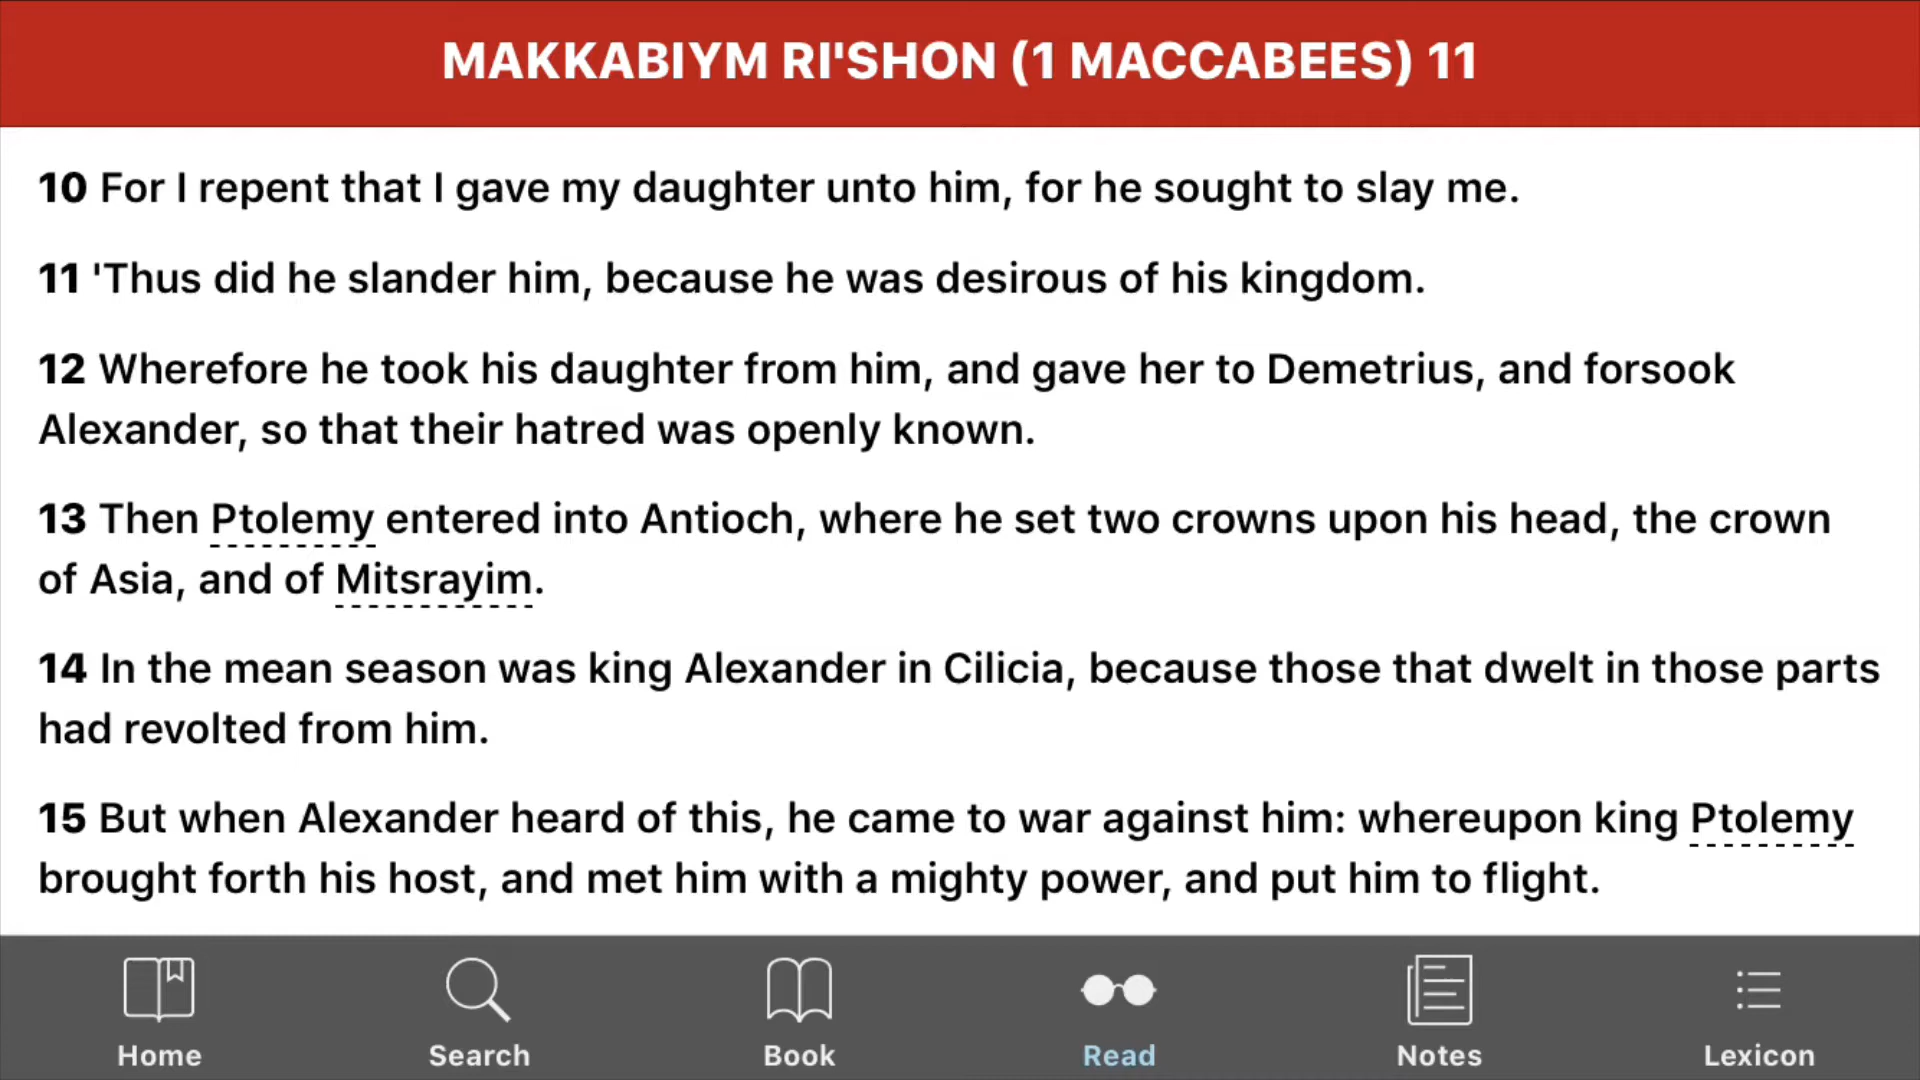 MAKKABIYM RI'SHON (1 MACCABEES) 11
10 For I repent that I gave my daughter unto him, for he sought to slay me.
11 'Thus did he slander him, because he was desirous of his kingdom.
12 Wherefore he took his daughter from him, and gave her to Demetrius, and forsook
Alexander, so that their hatred was openly known.
13 Then Ptolemy entered into Antioch, where he set two crowns upon his head, the crown
of Asia, and of Mitsrayim.
14 In the mean season was king Alexander in Cilicia, because those that dwelt in those parts
had revolted from him.
15 But when Alexander heard of this, he came to war against him: whereupon king Ptolemy
brought forth his host, and met him with a mighty power, and put him to flight.
Home Search Book Read Notes Lexicon